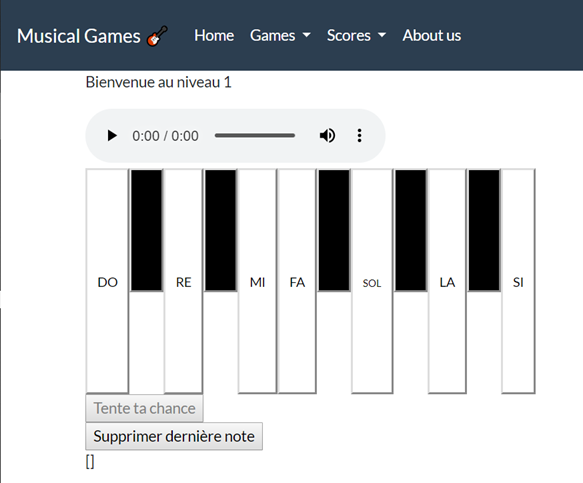 Musical Games 🎸 Home Games Scores About us
Bienvenue au niveau 1
0:00 / 0:00
DO RE MI FA SOL LA SI
Tente ta chance
Supprimer dernière note
[]